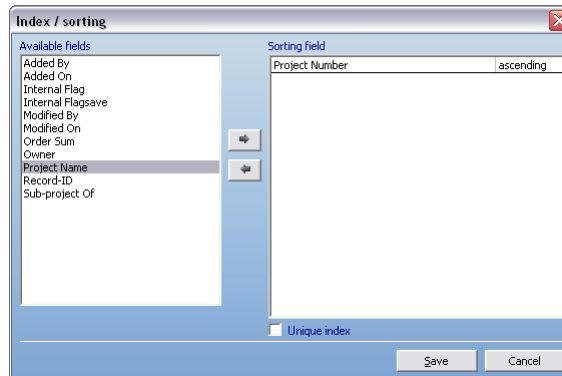 Index / sorting
Available fields
Added By
Added On
Internal Flag
Internal Flagsave
Modified By
Modified On
Order Sum
Owner
Project Name
Record-ID
Sub-project Of
Sorting field
Project Number ascending
Unique index
Save Cancel